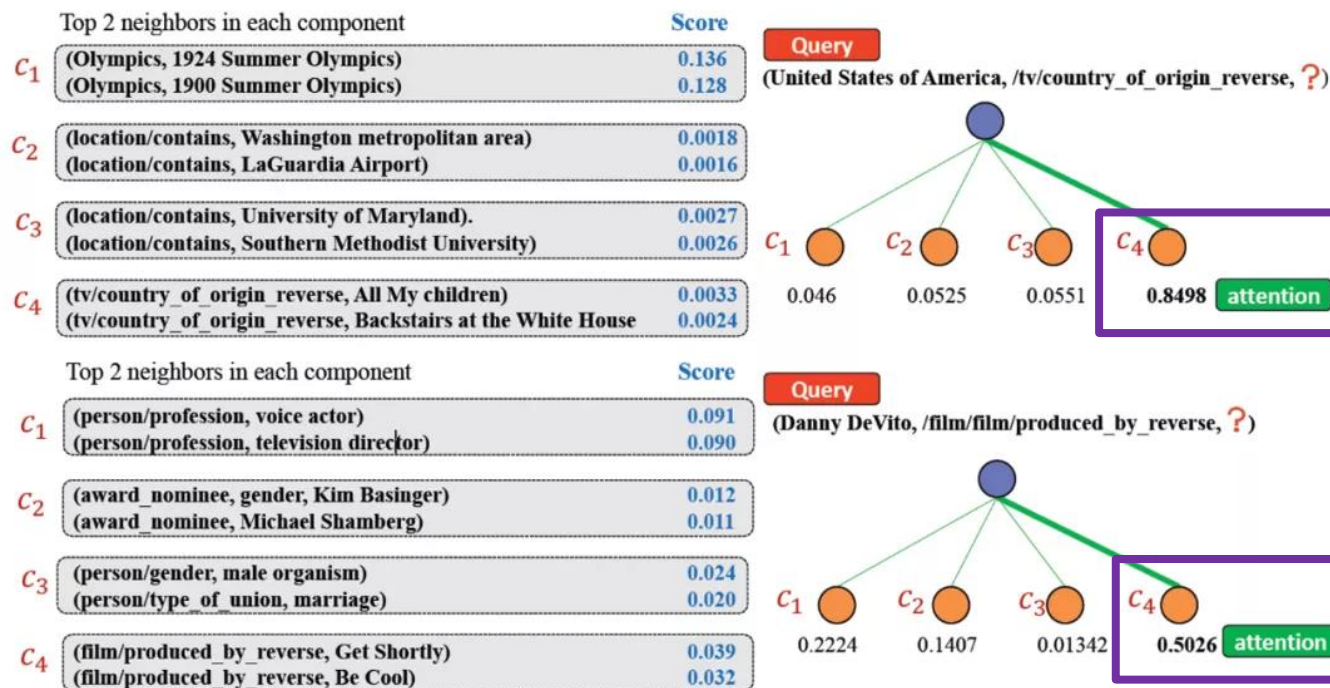 Top 2 neighbors in each component Score
c1 (Olympics, 1924 Summer Olympics) 0.136
(Olympics, 1900 Summer Olympics) 0.128
c2 (location/contains, Washington metropolitan area) 0.0018
(location/contains, LaGuardia Airport) 0.0016
c3 (location/contains, University of Maryland). 0.0027
(location/contains, Southern Methodist University) 0.0026
c4 (tv/country_of_origin_reverse, All My children) 0.0033
(tv/country_of_origin_reverse, Backstairs at the White House 0.0024
Query
(United States of America, /tv/country_of_origin_reverse, ?)
c1 c2 c3 c4
0.046 0.0525 0.0551 0.8498 attention
Top 2 neighbors in each component Score
c1 (person/profession, voice actor) 0.091
(person/profession, television director) 0.090
c2 (award_nominee, gender, Kim Basinger) 0.012
(award_nominee, Michael Shamberg) 0.011
c3 (person/gender, male organism) 0.024
(person/type_of_union, marriage) 0.020
c4 (film/produced_by_reverse, Get Shortly) 0.039
(film/produced_by_reverse, Be Cool) 0.032
Query
(Danny DeVito, /film/film/produced_by_reverse, ?)
c1 c2 c3 c4
0.2224 0.1407 0.01342 0.5026 attention